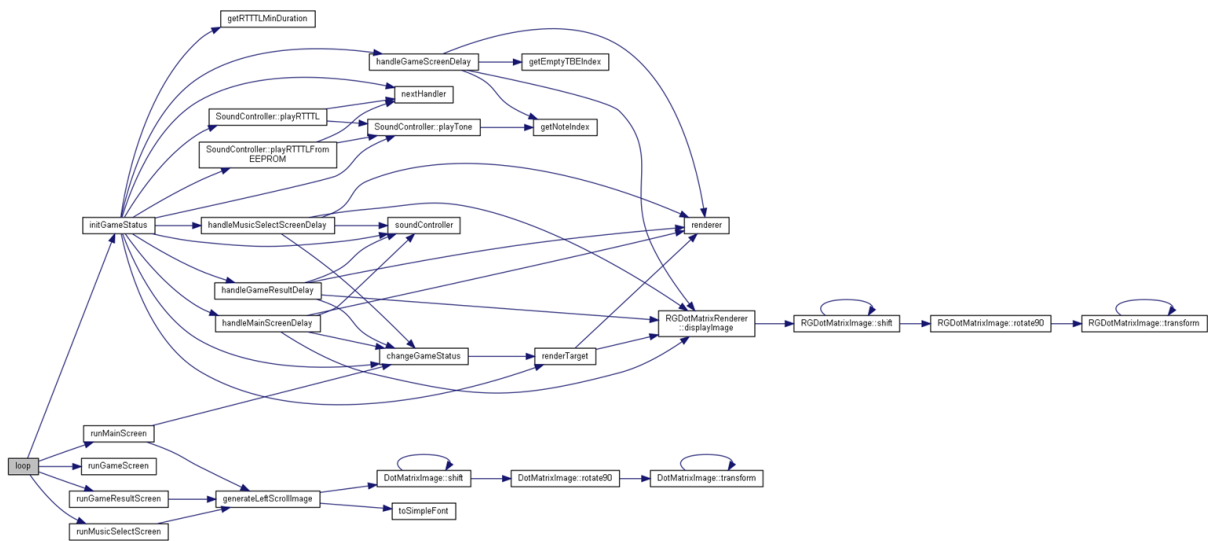 getRTTTLMinDuration
handleGameScreenDelay
getEmptyTBEIndex
nextHandler
SoundController::playRTTTL
SoundController::playTone
getNoteIndex
SoundController::playRTTTLFrom
EEPROM
initGameStatus
handleMusicSelectScreenDelay
soundController
renderer
handleGameResultDelay
handleMainScreenDelay
RGDotMatrixRenderer
::displayImage
RGDotMatrixImage::shift
RGDotMatrixImage::rotate90
RGDotMatrixImage::transform
changeGameStatus
renderTarget
runMainScreen
loop
runGameScreen
DotMatrixImage::shift
DotMatrixImage::rotate90
DotMatrixImage::transform
runGameResultScreen
generateLeftScrollImage
toSimpleFont
runMusicSelectScreen